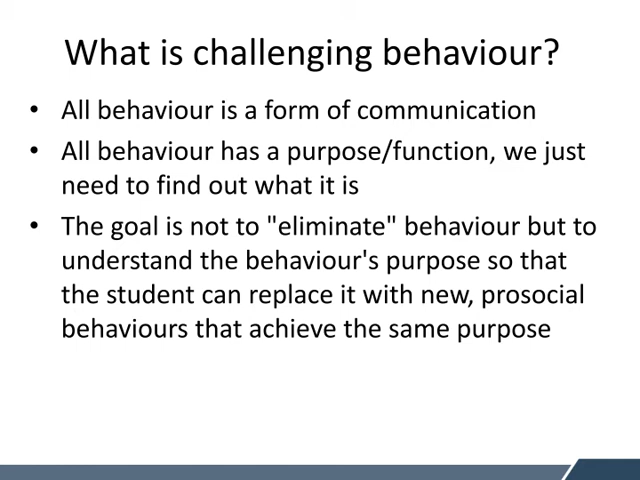 What is challenging behaviour?
• All behaviour is a form of communication
• All behaviour has a purpose/function, we just
need to find out what it is
• The goal is not to "eliminate" behaviour but to
understand the behaviour's purpose so that
the student can replace it with new, prosocial
behaviours that achieve the same purpose